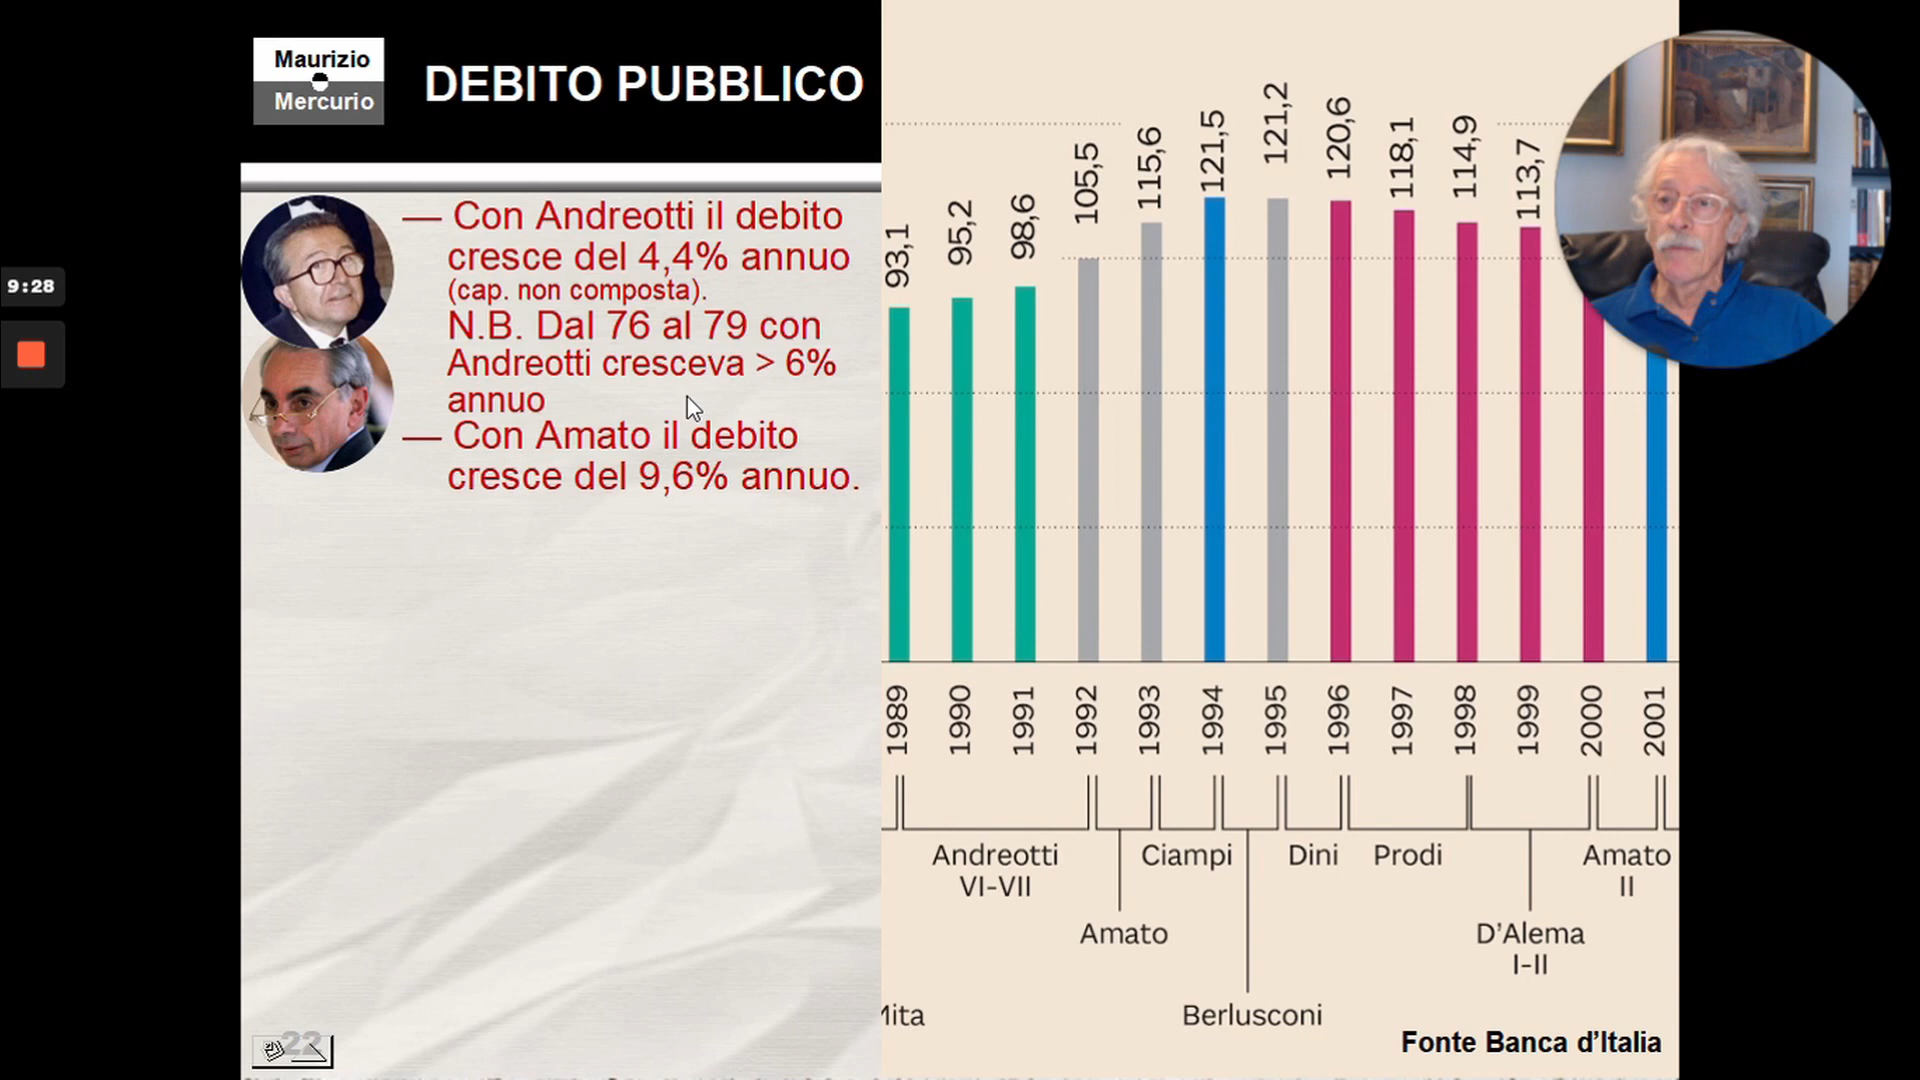 Maurizio
Mercurio
DEBITO PUBBLICO
9:28
— Con Andreotti il debito
cresce del 4,4% annuo
(cap. non composta).
N.B. Dal 76 al 79 con
Andreotti cresceva > 6%
annuo
— Con Amato il debito
cresce del 9,6% annuo.
22
93,1
95,2
98,6
105,5
115,6
121,5
121,2
120,6
118,1
114,9
113,7
1989
1990
1991
1992
1993
1994
1995
1996
1997
1998
1999
2000
2001
Andreotti
VI-VII
Amato
Ciampi
Berlusconi
Dini
Prodi
D'Alema
I-II
Amato
II
Mita
Fonte Banca d'Italia